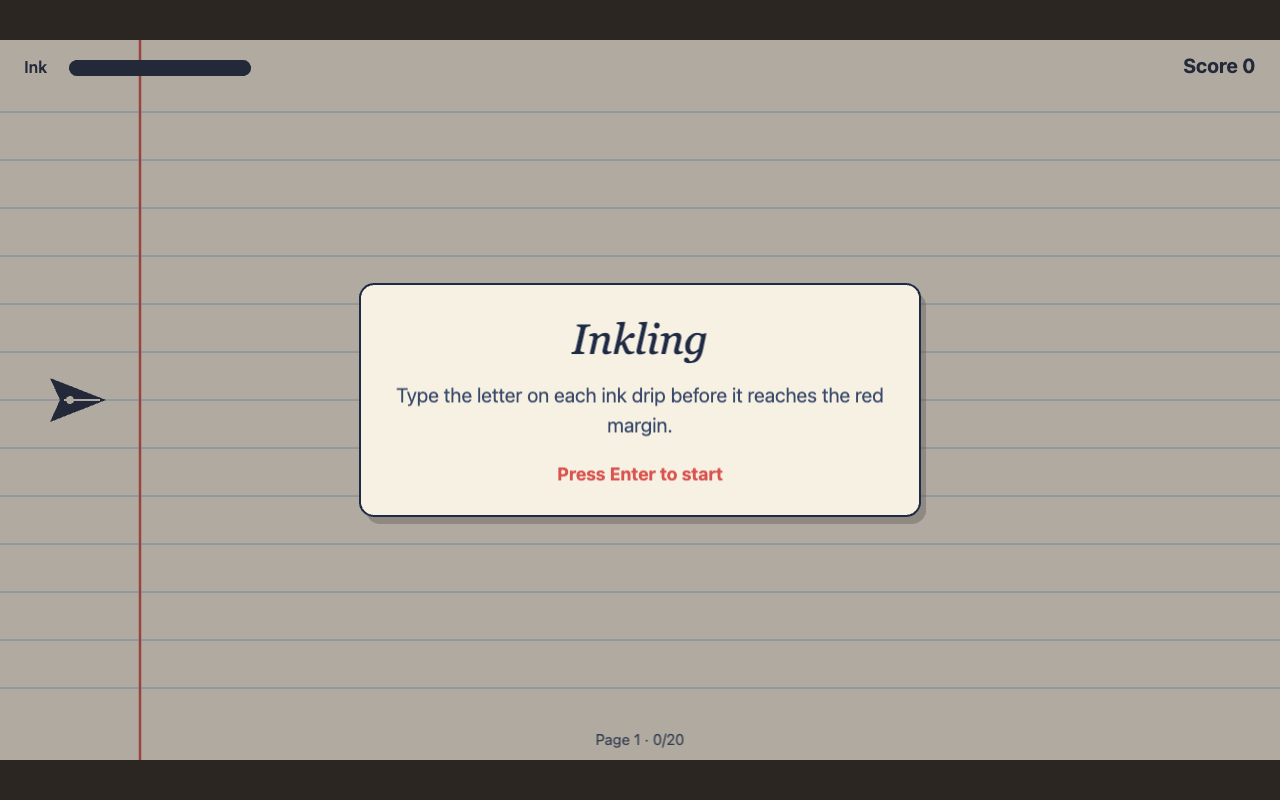 Ink
Score 0
Inkling
Type the letter on each ink drip before it reaches the red
margin.
Press Enter to start
Page 1 · 0/20